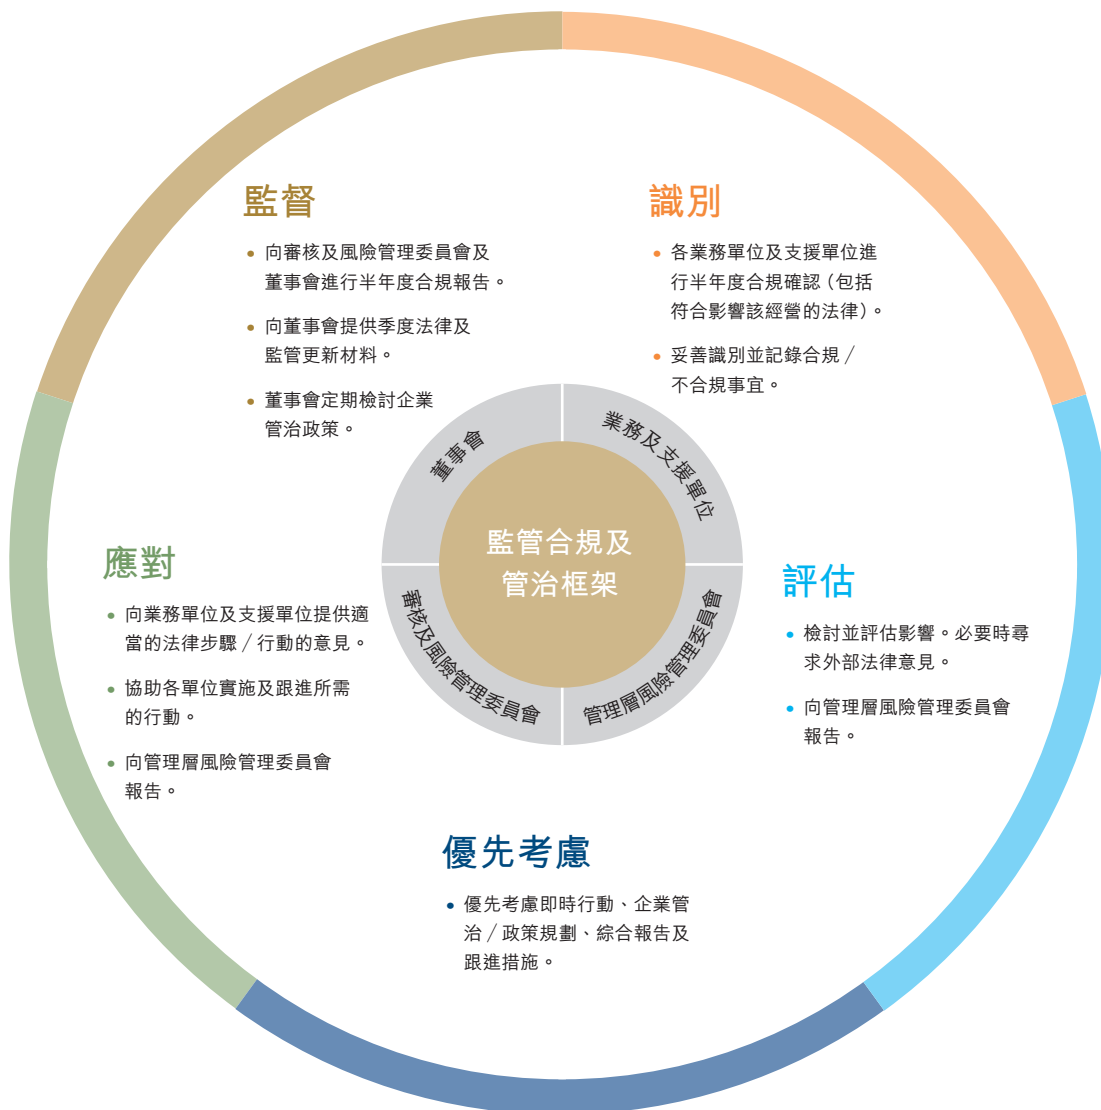 監督
• 向審核及風險管理委員會及
董事會進行半年度合規報告。
• 向董事會提供季度法律及
監管更新材料。
• 董事會定期檢討企業
管治政策。
識別
• 各業務單位及支援單位進
行半年度合規確認（包括
符合影響該經營的法律）。
• 妥善識別並記錄合規／
不合規事宜。
董事會
業務及支援單位
監管合規及
管治框架
審核及風險管理委員會
管理層風險管理委員會
應對
• 向業務單位及支援單位提供適
當的法律步驟／行動的意見。
• 協助各單位實施及跟進所需
的行動。
• 向管理層風險管理委員會
報告。
評估
• 檢討並評估影響。必要時尋
求外部法律意見。
• 向管理層風險管理委員會
報告。
優先考慮
• 優先考慮即時行動、企業管
治／政策規劃、綜合報告及
跟進措施。